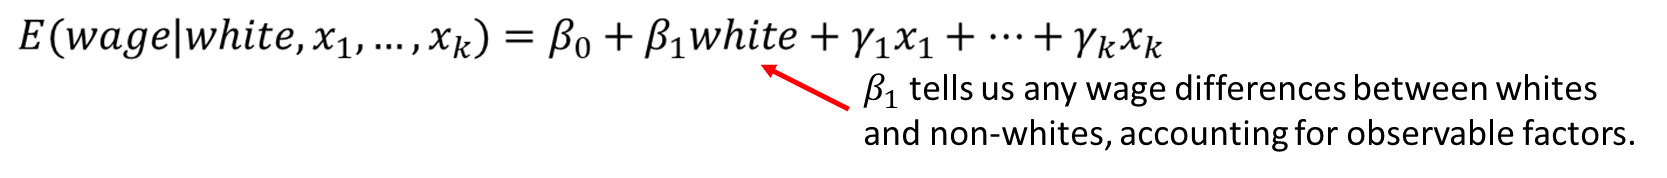 E(wage|white, x₁, …, xₖ) = β₀ + β₁white + γ₁x₁ + ⋯ + γₖxₖ
β₁ tells us any wage differences between whites
and non-whites, accounting for observable factors.